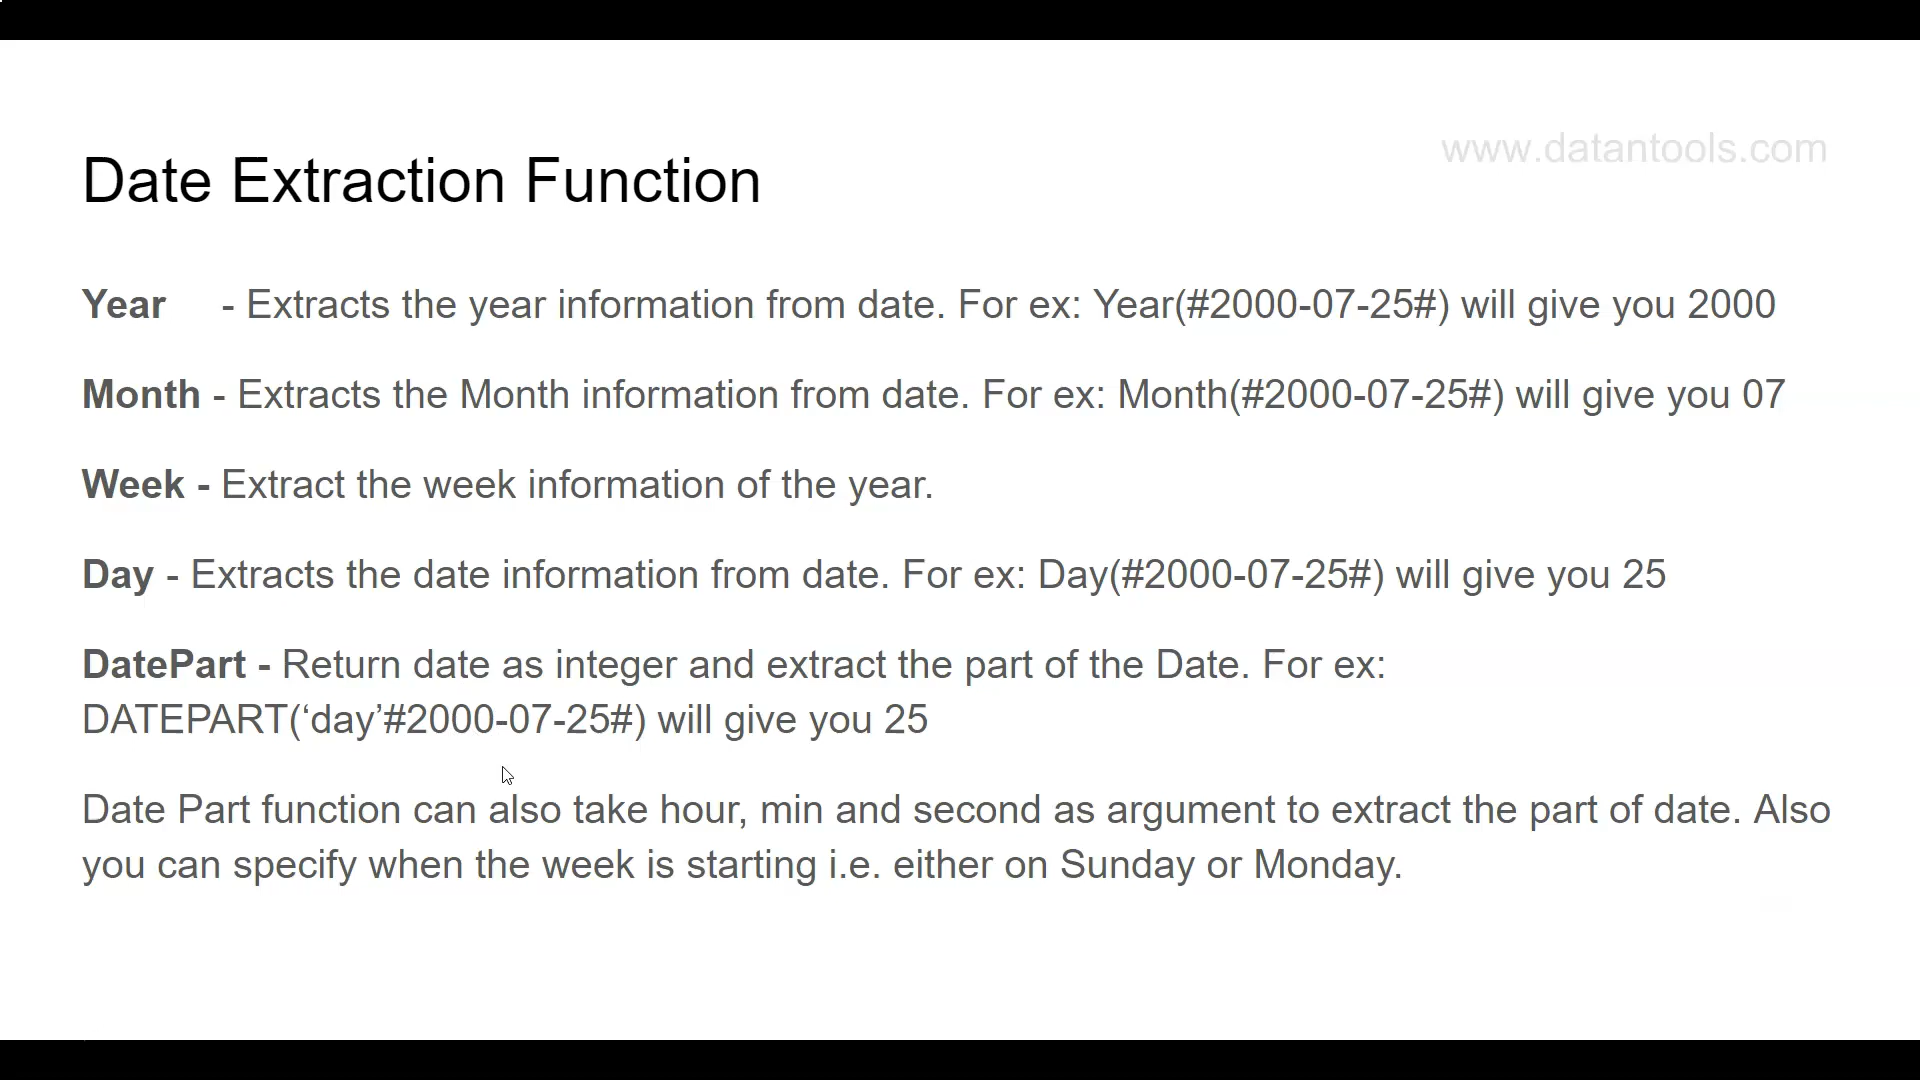 www.datantools.com
Date Extraction Function
Year - Extracts the year information from date. For ex: Year(#2000-07-25#) will give you 2000
Month - Extracts the Month information from date. For ex: Month(#2000-07-25#) will give you 07
Week - Extract the week information of the year.
Day - Extracts the date information from date. For ex: Day(#2000-07-25#) will give you 25
DatePart - Return date as integer and extract the part of the Date. For ex:
DATEPART(‘day’#2000-07-25#) will give you 25
Date Part function can also take hour, min and second as argument to extract the part of date. Also
you can specify when the week is starting i.e. either on Sunday or Monday.